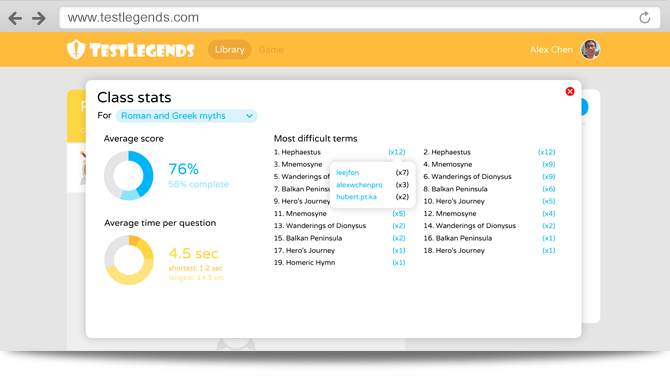 www.testlegends.com
TESTLEGENDS
Library
Game
Alex Chen
Class stats
For Roman and Greek myths
Average score
76%
58% complete
Average time per question
4.5 sec
shortest: 1.2 sec
longest: 14.3 sec
Most difficult terms
1. Hephaestus (x12)
2. Hephaestus (x12)
3. Mnemosyne
4. Mnemosyne (x9)
5. Wanderings
6. Wanderings of Dionysus (x9)
7. Balkan Peninsula
8. Balkan Peninsula (x6)
9. Hero's Journey
10. Hero's Journey (x5)
11. Mnemosyne (x5)
12. Mnemosyne (x4)
13. Wanderings of Dionysus (x2)
14. Wanderings of Dionysus (x2)
15. Balkan Peninsula (x2)
16. Balkan Peninsula (x1)
17. Hero's Journey (x1)
18. Hero's Journey (x1)
19. Homeric Hymn (x1)
leejfon (x7)
alexwchenpro (x3)
hubert.pt.ka (x2)